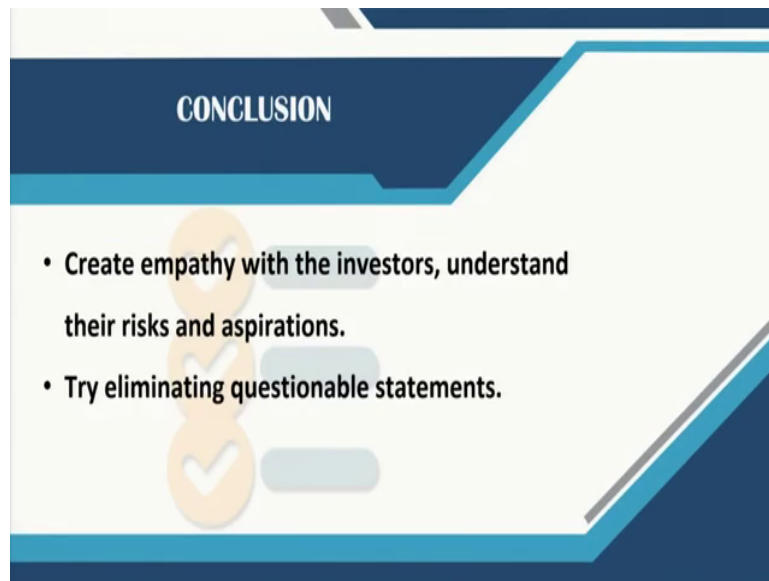 CONCLUSION
• Create empathy with the investors, understand
their risks and aspirations.
• Try eliminating questionable statements.